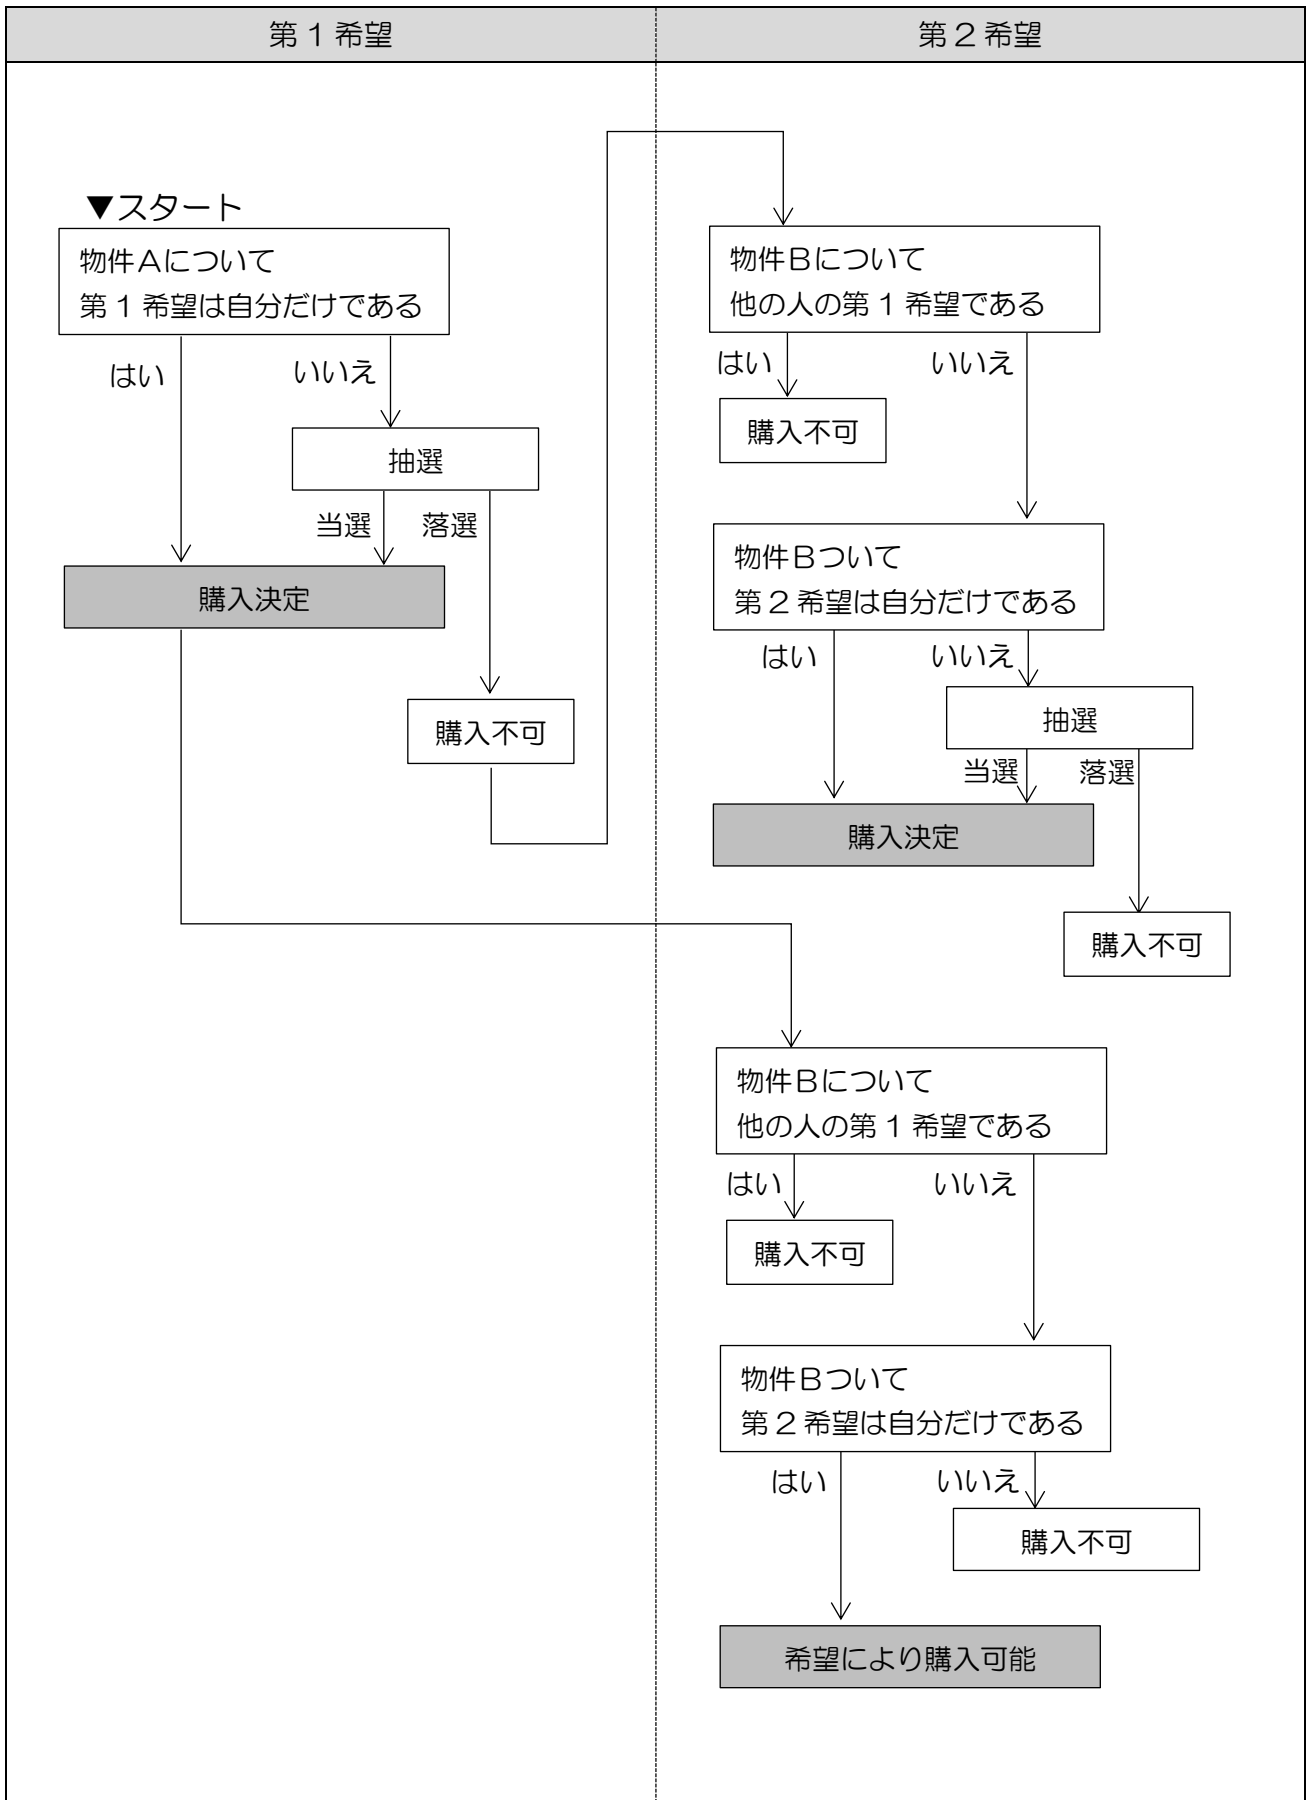 第１希望
第２希望
▼スタート
物件Ａについて
第１希望は自分だけである
はい
いいえ
抽選
当選
落選
購入決定
購入不可
物件Ｂについて
他の人の第１希望である
はい
いいえ
購入不可
物件Ｂついて
第２希望は自分だけである
はい
いいえ
抽選
当選
落選
購入決定
購入不可
物件Ｂについて
他の人の第１希望である
はい
いいえ
購入不可
物件Ｂついて
第２希望は自分だけである
はい
いいえ
購入不可
希望により購入可能